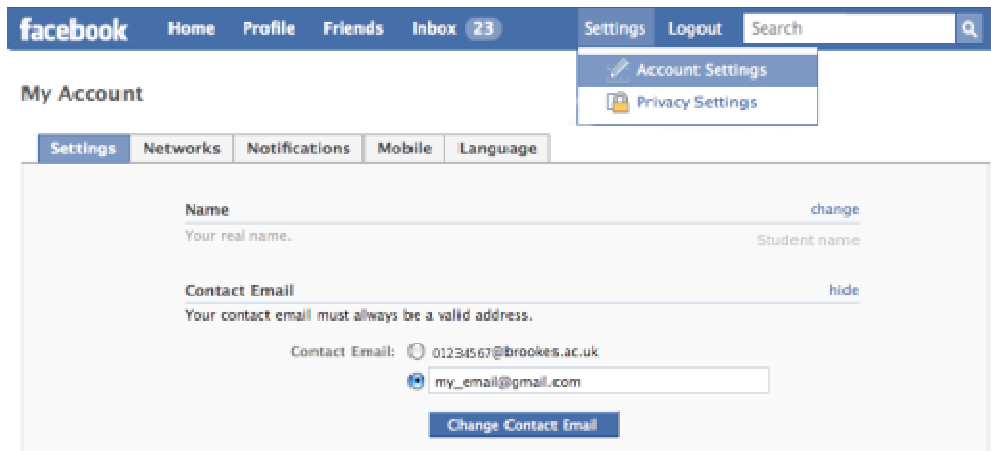 facebook Home Profile Friends Inbox 23 Settings Logout Search
Account Settings
Privacy Settings
My Account
Settings Networks Notifications Mobile Language
Name change
Your real name. Student name
Contact Email hide
Your contact email must always be a valid address.
Contact Email: 01234567@brookes.ac.uk
my_email@gmail.com
Change Contact Email